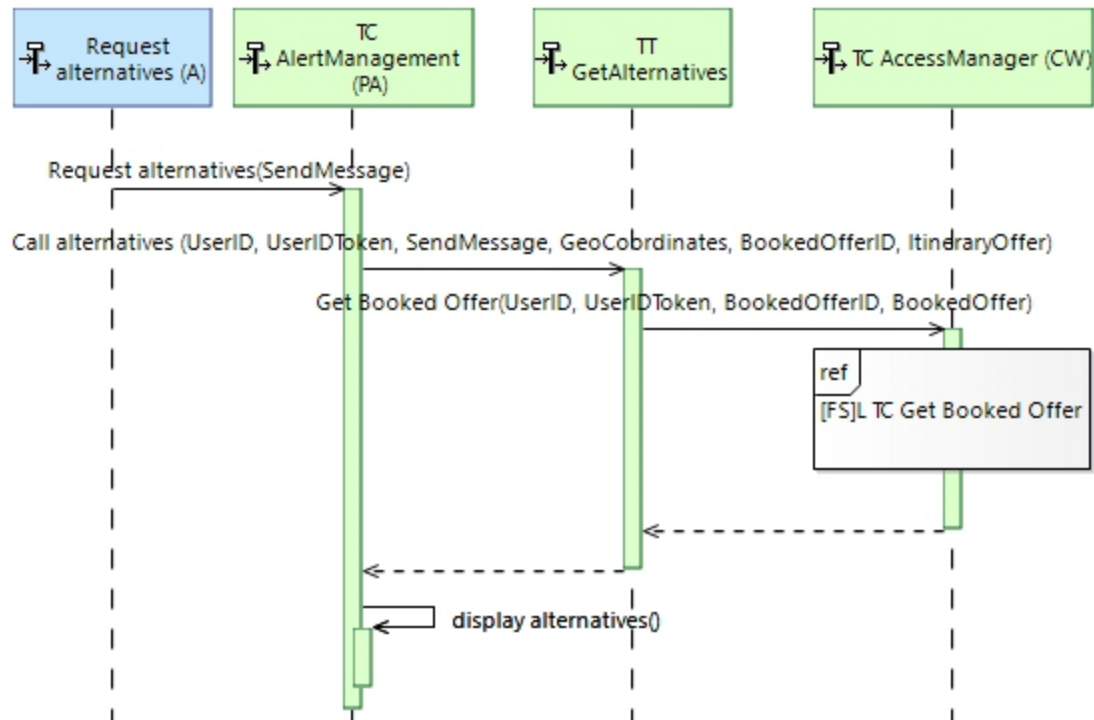 Request
alternatives (A)
TC
AlertManagement
(PA)
TT
GetAlternatives
TC AccessManager (CW)
Request alternatives(SendMessage)
Call alternatives (UserID, UserIDToken, SendMessage, GeoCoordinates, BookedOfferID, ItineraryOffer)
Get Booked Offer(UserID, UserIDToken, BookedOfferID, BookedOffer)
ref
[FS]L TC Get Booked Offer
display alternatives()